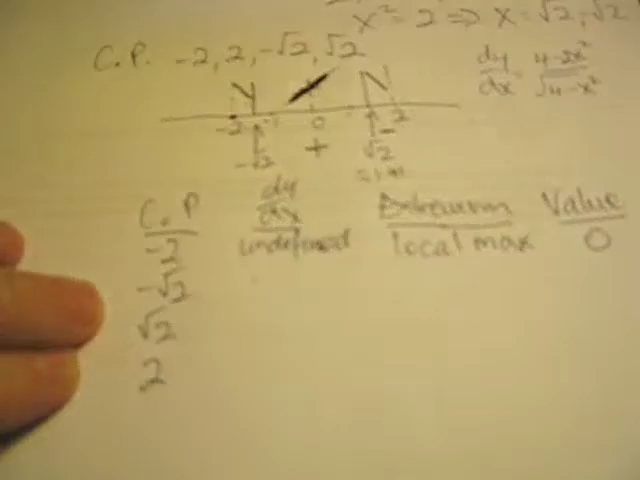 x² = 2 ⇒ x = √2, √2
C.P. -2, 2, -√2, √2
dy/dx = 4-2x²/√4-x²
-2 0 2
-√2 + √2 -
C.P dy/dx Extremum Value
-2 undefined local max 0
-√2
√2
2